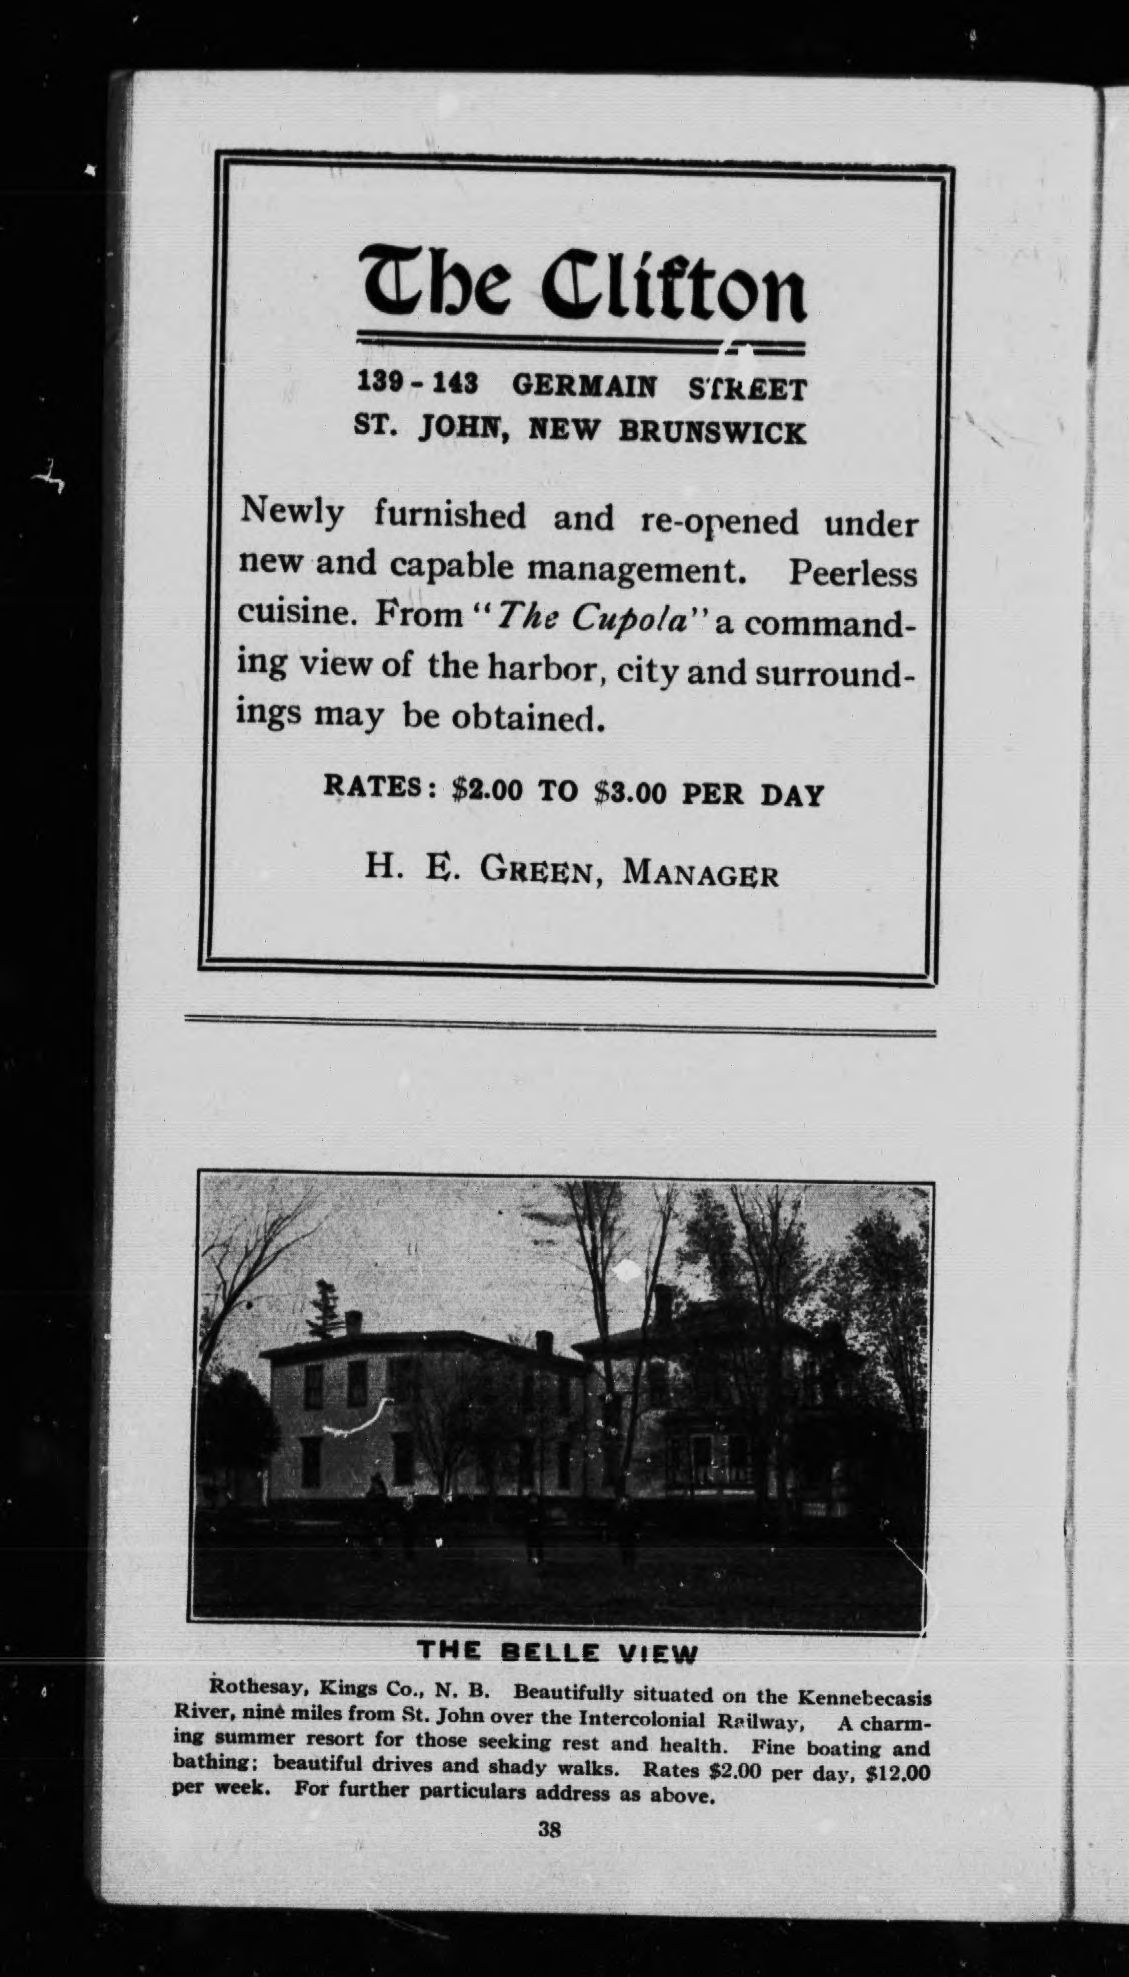 The Clifton
139-143 GERMAIN STREET
ST. JOHN, NEW BRUNSWICK
Newly furnished and re-opened under
new and capable management. Peerless
cuisine. From "The Cupola" a command-
ing view of the harbor, city and surround-
ings may be obtained.
RATES: $2.00 TO $3.00 PER DAY
H. E. GREEN, MANAGER
THE BELLE VIEW
Rothesay, Kings Co., N. B. Beautifully situated on the Kennebecasis
River, nine miles from St. John over the Intercolonial Railway, A charm-
ing summer resort for those seeking rest and health. Fine boating and
bathing; beautiful drives and shady walks. Rates $2.00 per day, $12.00
per week. For further particulars address as above.
38